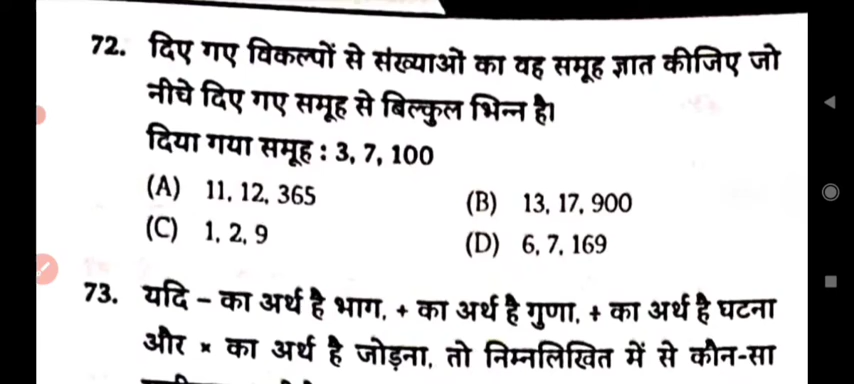 72. दिए गए विकल्पों से संख्याओं का वह समूह ज्ञात कीजिए जो
नीचे दिए गए समूह से बिल्कुल भिन्न है।
दिया गया समूह : 3, 7, 100
(A) 11, 12, 365 (B) 13, 17, 900
(C) 1, 2, 9 (D) 6, 7, 169
73. यदि – का अर्थ है भाग, + का अर्थ है गुणा, + का अर्थ है घटना
और × का अर्थ है जोड़ना, तो निम्नलिखित में से कौन-सा